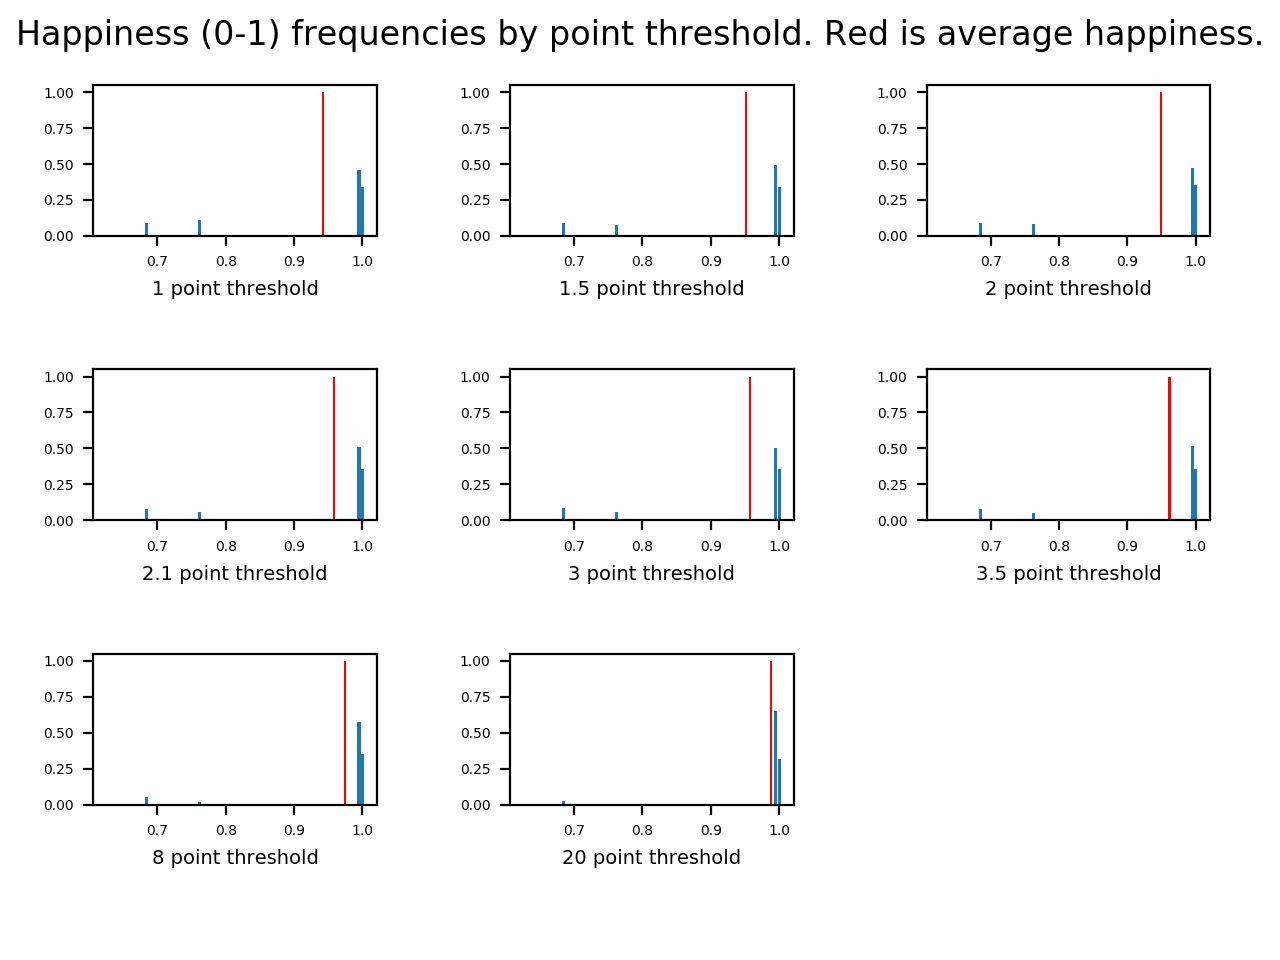 Happiness (0-1) frequencies by point threshold. Red is average happiness.
1.00 1.00 1.00
0.75 0.75 0.75
0.50 0.50 0.50
0.25 0.25 0.25
0.00 0.00 0.00
0.7 0.8 0.9 1.0 0.7 0.8 0.9 1.0 0.7 0.8 0.9 1.0
1 point threshold 1.5 point threshold 2 point threshold
1.00 1.00 1.00
0.75 0.75 0.75
0.50 0.50 0.50
0.25 0.25 0.25
0.00 0.00 0.00
0.7 0.8 0.9 1.0 0.7 0.8 0.9 1.0 0.7 0.8 0.9 1.0
2.1 point threshold 3 point threshold 3.5 point threshold
1.00 1.00
0.75 0.75
0.50 0.50
0.25 0.25
0.00 0.00
0.7 0.8 0.9 1.0 0.7 0.8 0.9 1.0
8 point threshold 20 point threshold